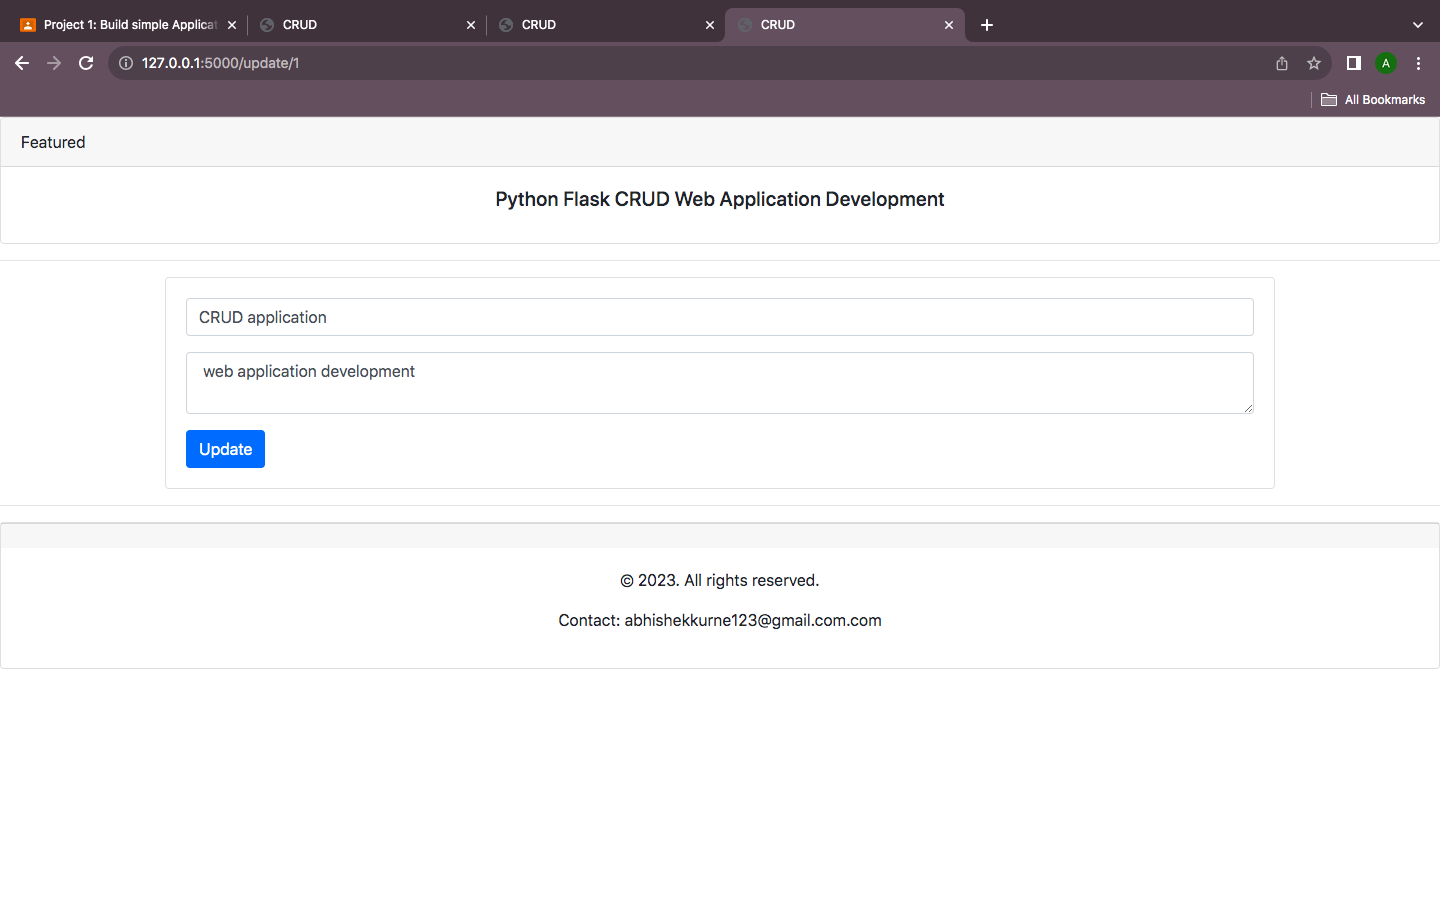 Project 1: Build simple Applicat
CRUD
CRUD
CRUD
127.0.0.1:5000/update/1
A
All Bookmarks
Featured
Python Flask CRUD Web Application Development
CRUD application
web application development
Update
© 2023. All rights reserved.
Contact: abhishekkurne123@gmail.com.com